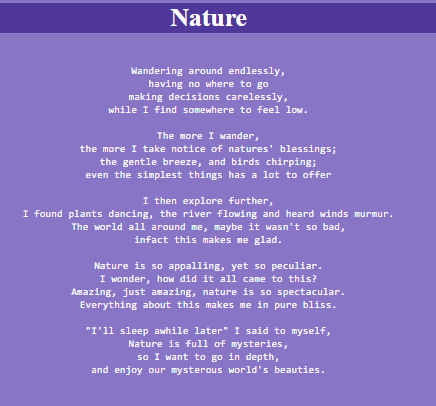 Nature
Wandering around endlessly,
having no where to go
making decisions carelessly,
while I find somewhere to feel low.
The more I wander,
the more I take notice of natures' blessings;
the gentle breeze, and birds chirping;
even the simplest things has a lot to offer
I then explore further,
I found plants dancing, the river flowing and heard winds murmur.
The world all around me, maybe it wasn't so bad,
infact this makes me glad.
Nature is so appalling, yet so peculiar.
I wonder, how did it all came to this?
Amazing, just amazing, nature is so spectacular.
Everything about this makes me in pure bliss.
"I'll sleep awhile later" I said to myself,
Nature is full of mysteries,
so I want to go in depth,
and enjoy our mysterous world's beauties.